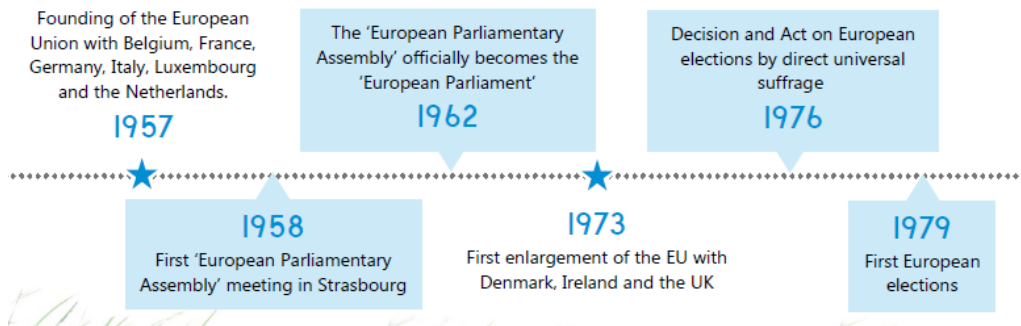 Founding of the European
Union with Belgium, France,
Germany, Italy, Luxembourg
and the Netherlands.
1957
1958
First ‘European Parliamentary
Assembly’ meeting in Strasbourg
The ‘European Parliamentary
Assembly’ officially becomes the
‘European Parliament’
1962
1973
First enlargement of the EU with
Denmark, Ireland and the UK
Decision and Act on European
elections by direct universal
suffrage
1976
1979
First European
elections